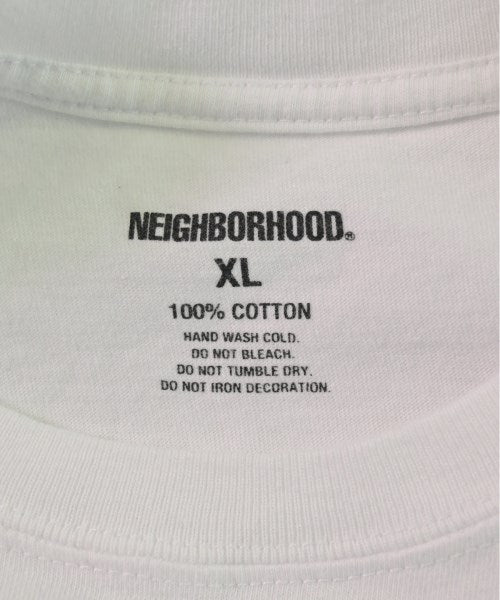 NEIGHBORHOOD®
XL
100% COTTON
HAND WASH COLD.
DO NOT BLEACH.
DO NOT TUMBLE DRY.
DO NOT IRON DECORATION.